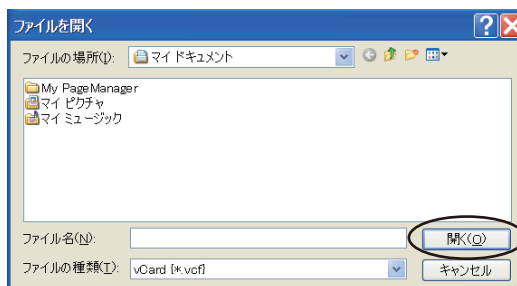 ファイルを開く
ファイルの場所(I): マイ ドキュメント
My PageManager
マイ ピクチャ
マイ ミュージック
ファイル名(N): 開く(O)
ファイルの種類(T): vCard (*.vcf) キャンセル